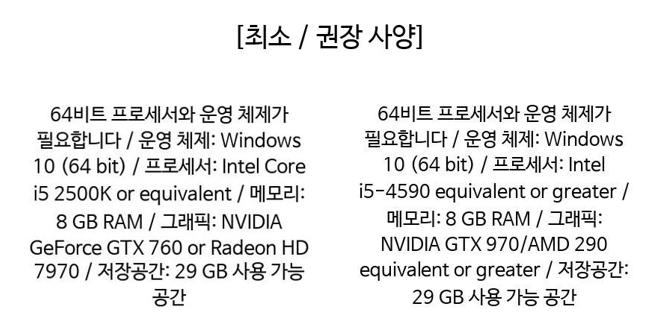 [최소 / 권장 사양]
64비트 프로세서와 운영 체제가
필요합니다 / 운영 체제: Windows
10 (64 bit) / 프로세서: Intel Core
i5 2500K or equivalent / 메모리:
8 GB RAM / 그래픽: NVIDIA
GeForce GTX 760 or Radeon HD
7970 / 저장공간: 29 GB 사용 가능
공간
64비트 프로세서와 운영 체제가
필요합니다 / 운영 체제: Windows
10 (64 bit) / 프로세서: Intel
i5-4590 equivalent or greater /
메모리: 8 GB RAM / 그래픽:
NVIDIA GTX 970/AMD 290
equivalent or greater / 저장공간:
29 GB 사용 가능 공간